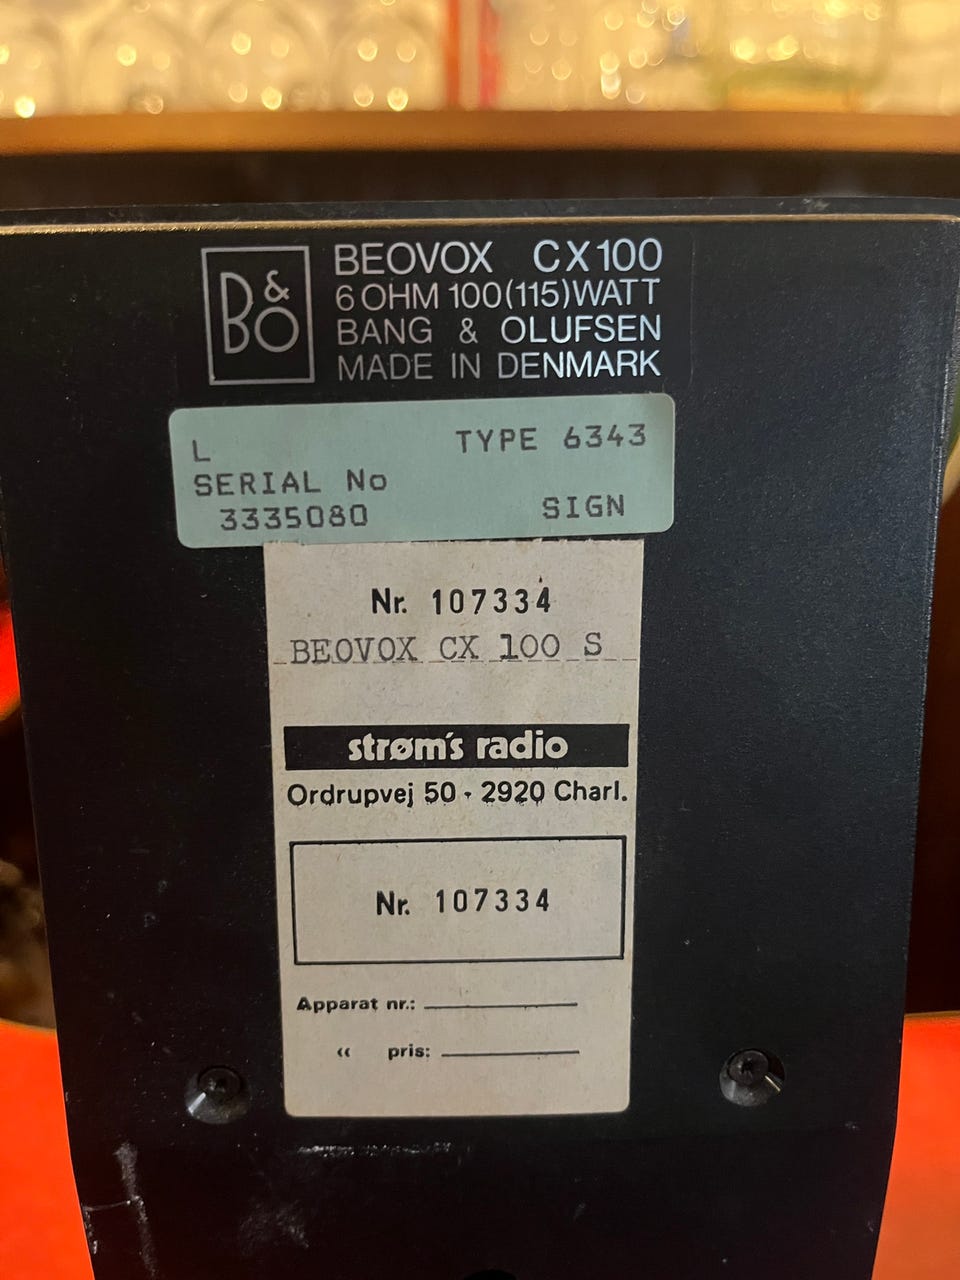 B&O
BEOVOX CX100
6 OHM 100(115)WATT
BANG & OLUFSEN
MADE IN DENMARK
L TYPE 6343
SERIAL No
3335080 SIGN
Nr. 107334
BEOVOX CX 100 S
strøm's radio
Ordrupvej 50 · 2920 Charl.
Nr. 107334
Apparat nr.:
“ pris: